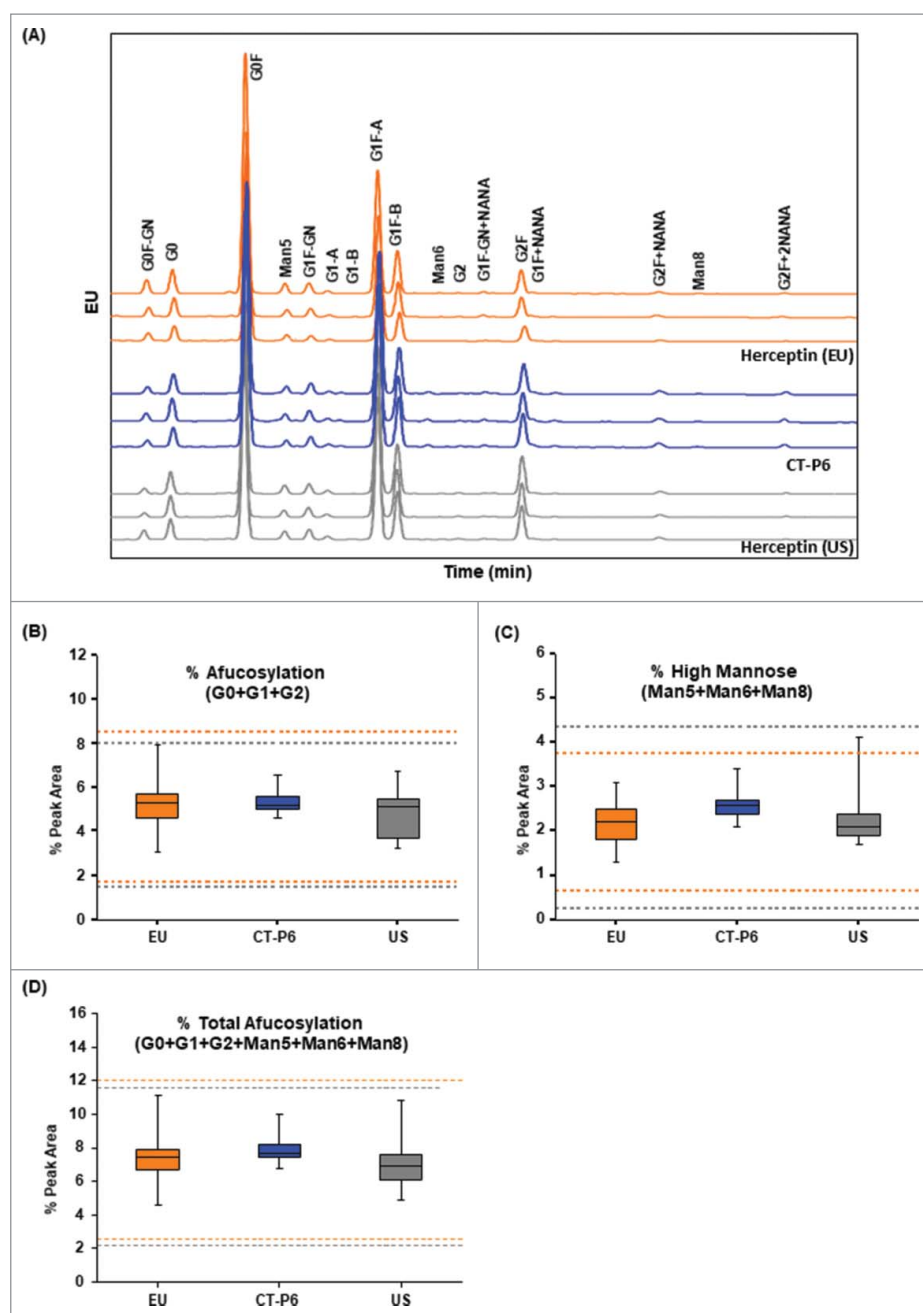 (A)
G0F-GN
G0
G0F
Man5
G1F-GN
G1-A
G1-B
G1F-A
G1F-B
Man6
G2
G1F-GN+NANA
G2F
G1F+NANA
G2F+NANA
Man8
G2F+2NANA
EU
Herceptin (EU)
CT-P6
Herceptin (US)
Time (min)
(B)
% Afucosylation
(G0+G1+G2)
% Peak Area
12
10
8
6
4
2
0
EU CT-P6 US
(C)
% High Mannose
(Man5+Man6+Man8)
% Peak Area
6
5
4
3
2
1
0
EU CT-P6 US
(D)
% Total Afucosylation
(G0+G1+G2+Man5+Man6+Man8)
% Peak Area
16
14
12
10
8
6
4
2
0
EU CT-P6 US